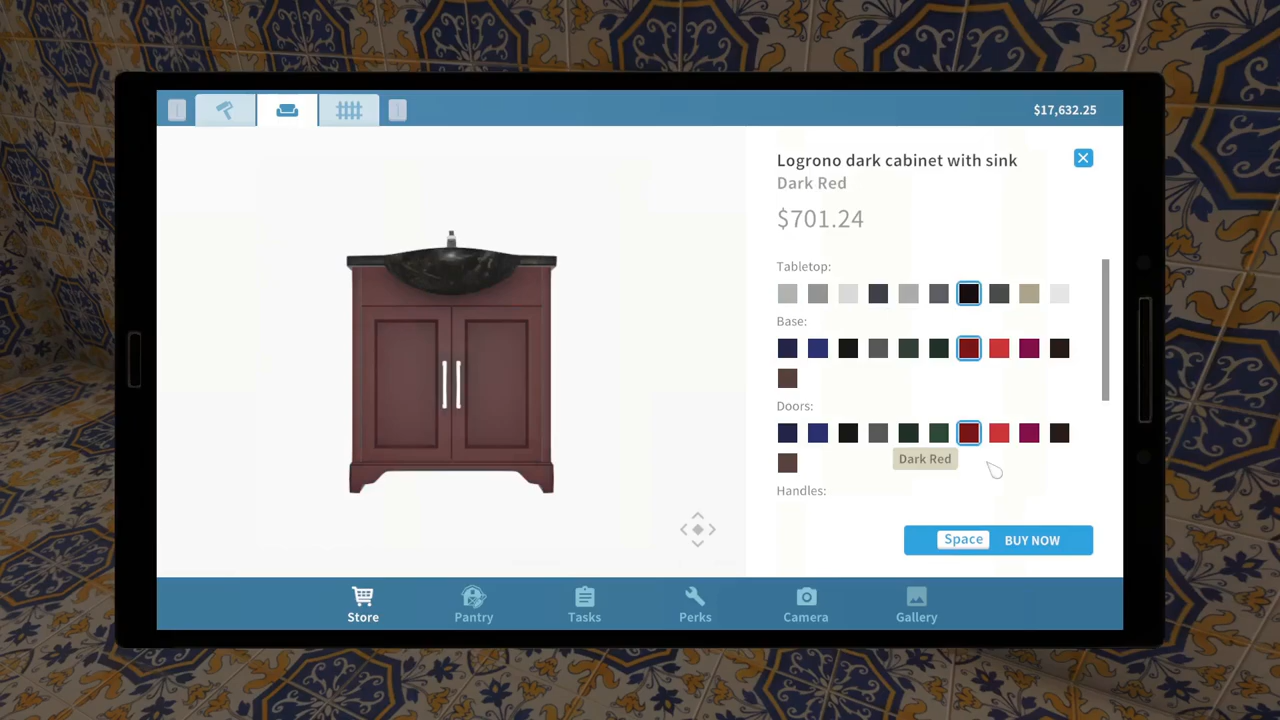 $17,632.25
Logrono dark cabinet with sink
Dark Red
$701.24
Tabletop:
Base:
Doors:
Dark Red
Handles:
Space BUY NOW
Store Pantry Tasks Perks Camera Gallery